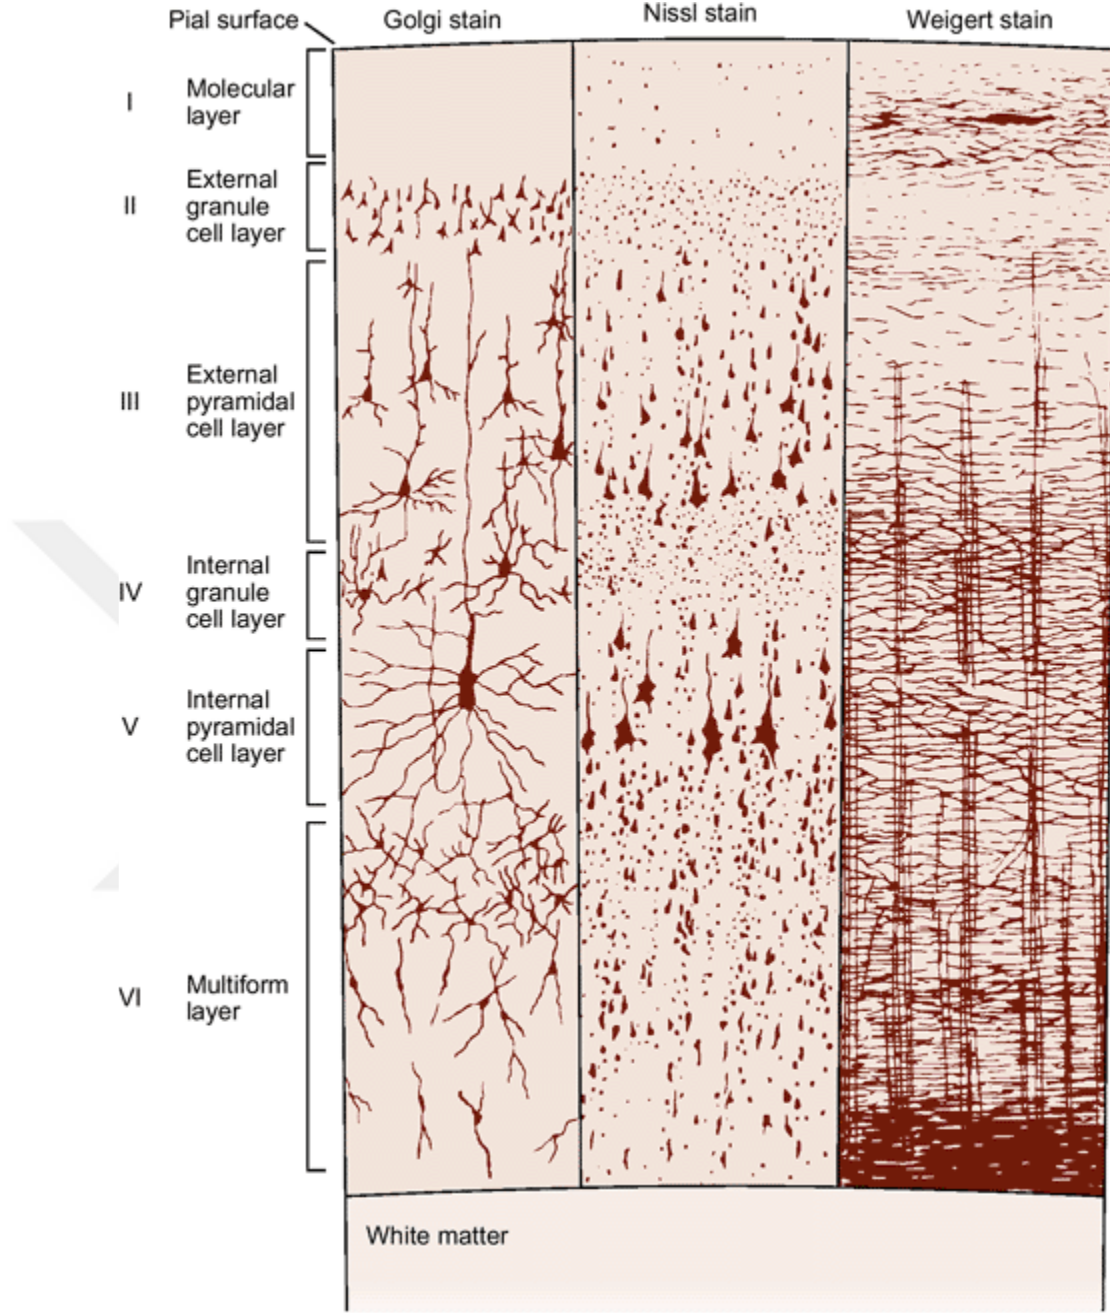 Pial surface
Golgi stain
Nissl stain
Weigert stain
I
Molecular
layer
II
External
granule
cell layer
III
External
pyramidal
cell layer
IV
Internal
granule
cell layer
V
Internal
pyramidal
cell layer
VI
Multiform
layer
White matter